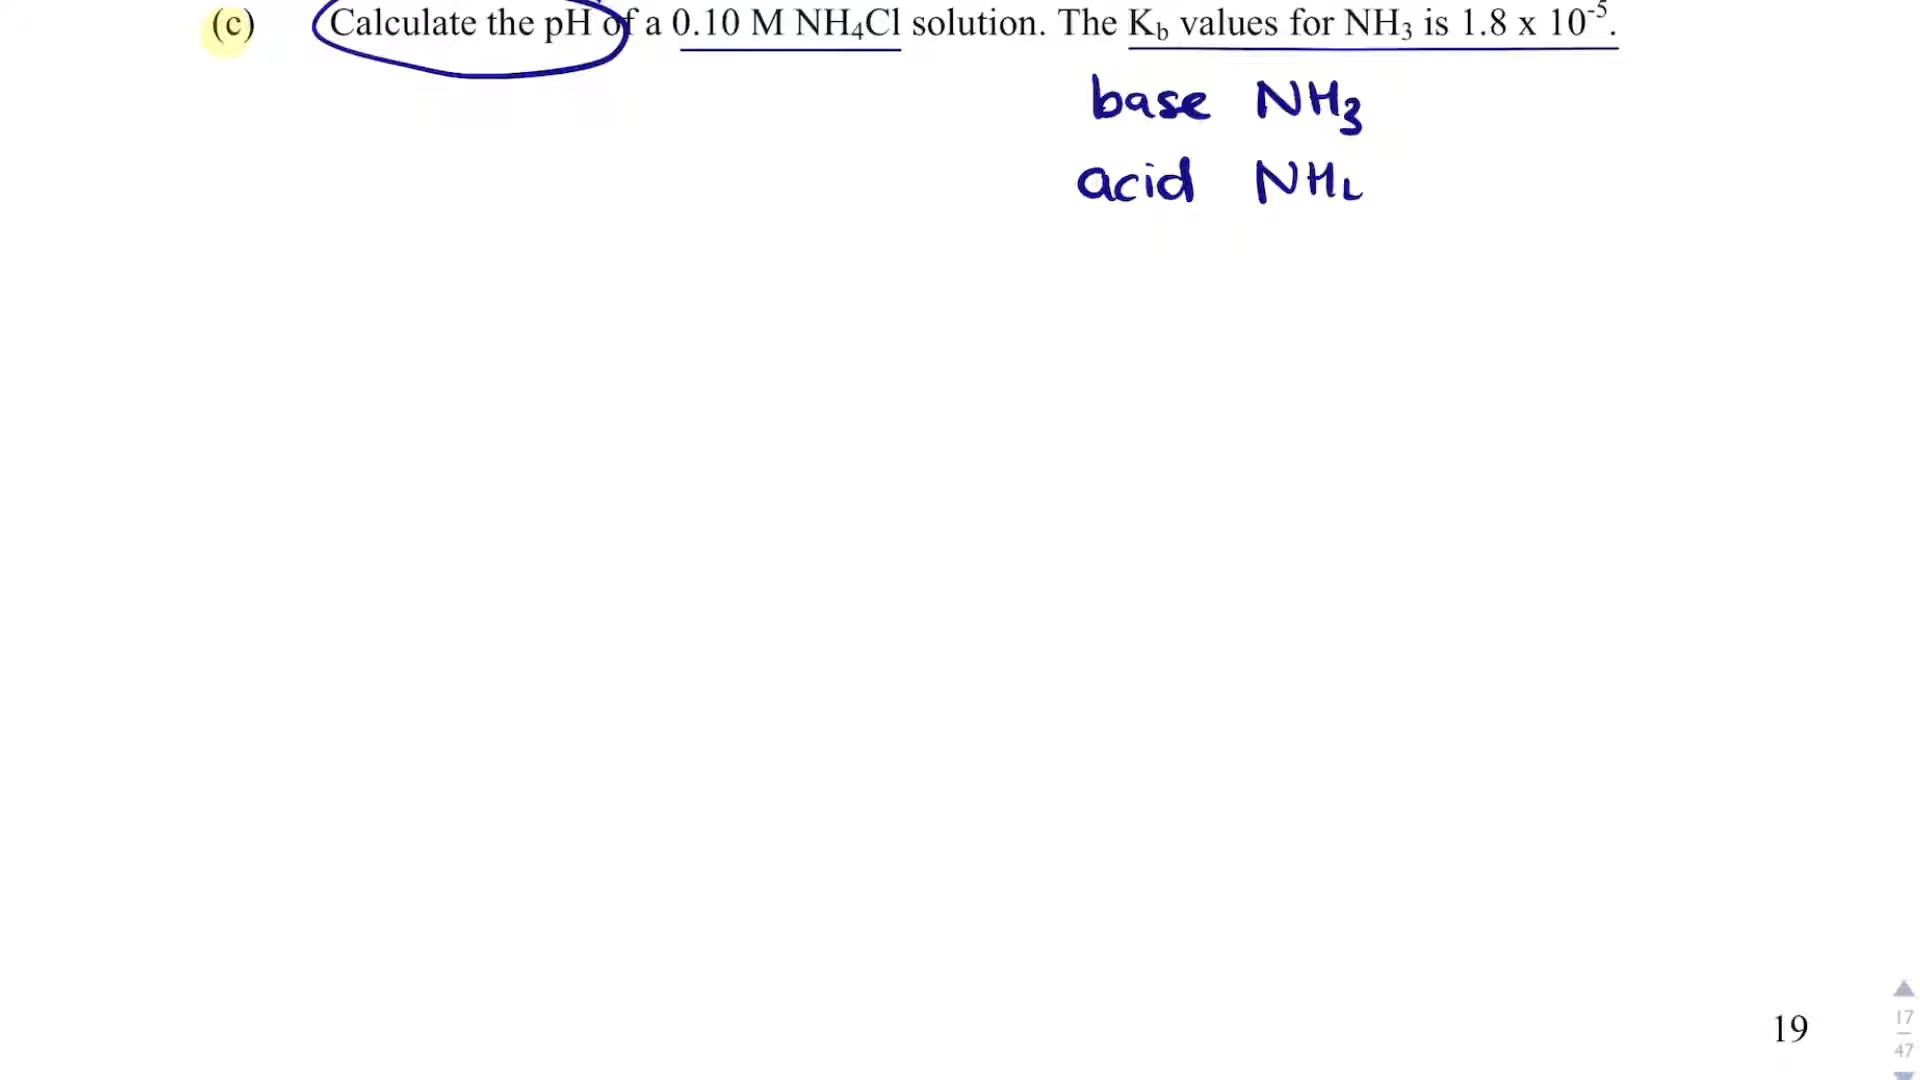 (c) Calculate the pH of a 0.10 M NH₄Cl solution. The K_b values for NH₃ is 1.8 x 10⁻⁵.
base NH₃
acid NHL
19
17
47